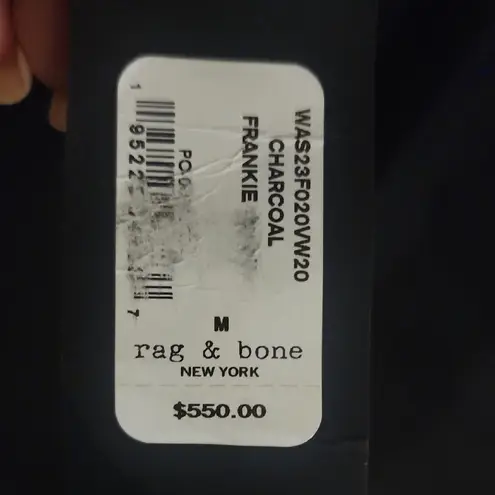 WAS23F020VW20
CHARCOAL
FRANKIE
M
rag & bone
NEW YORK
$550.00